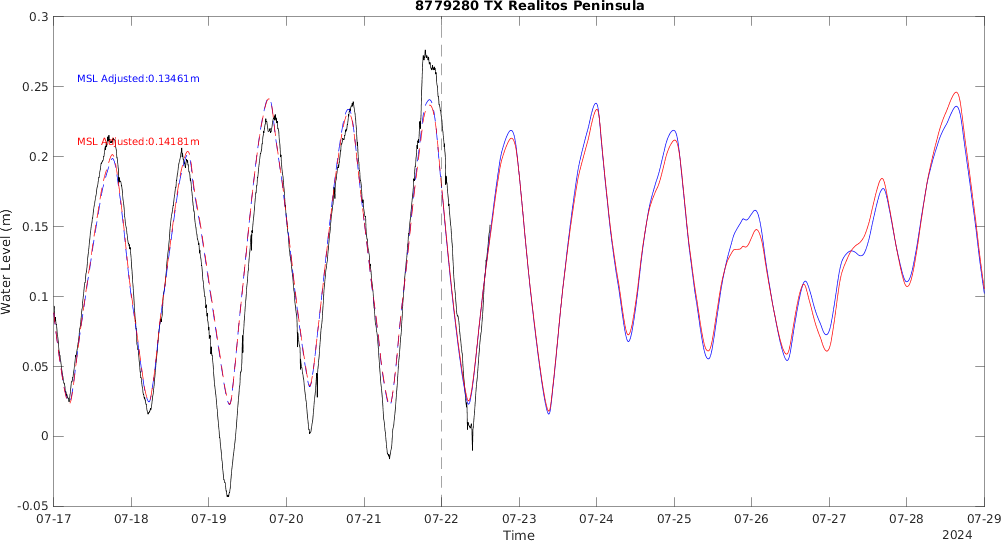 8779280 TX Realitos Peninsula
0.3
0.25
0.2
0.15
0.1
0.05
0
-0.05
Water Level (m)
MSL Adjusted:0.13461m
MSL Adjusted:0.14181m
07-17 07-18 07-19 07-20 07-21 07-22 07-23 07-24 07-25 07-26 07-27 07-28 07-29
Time
2024